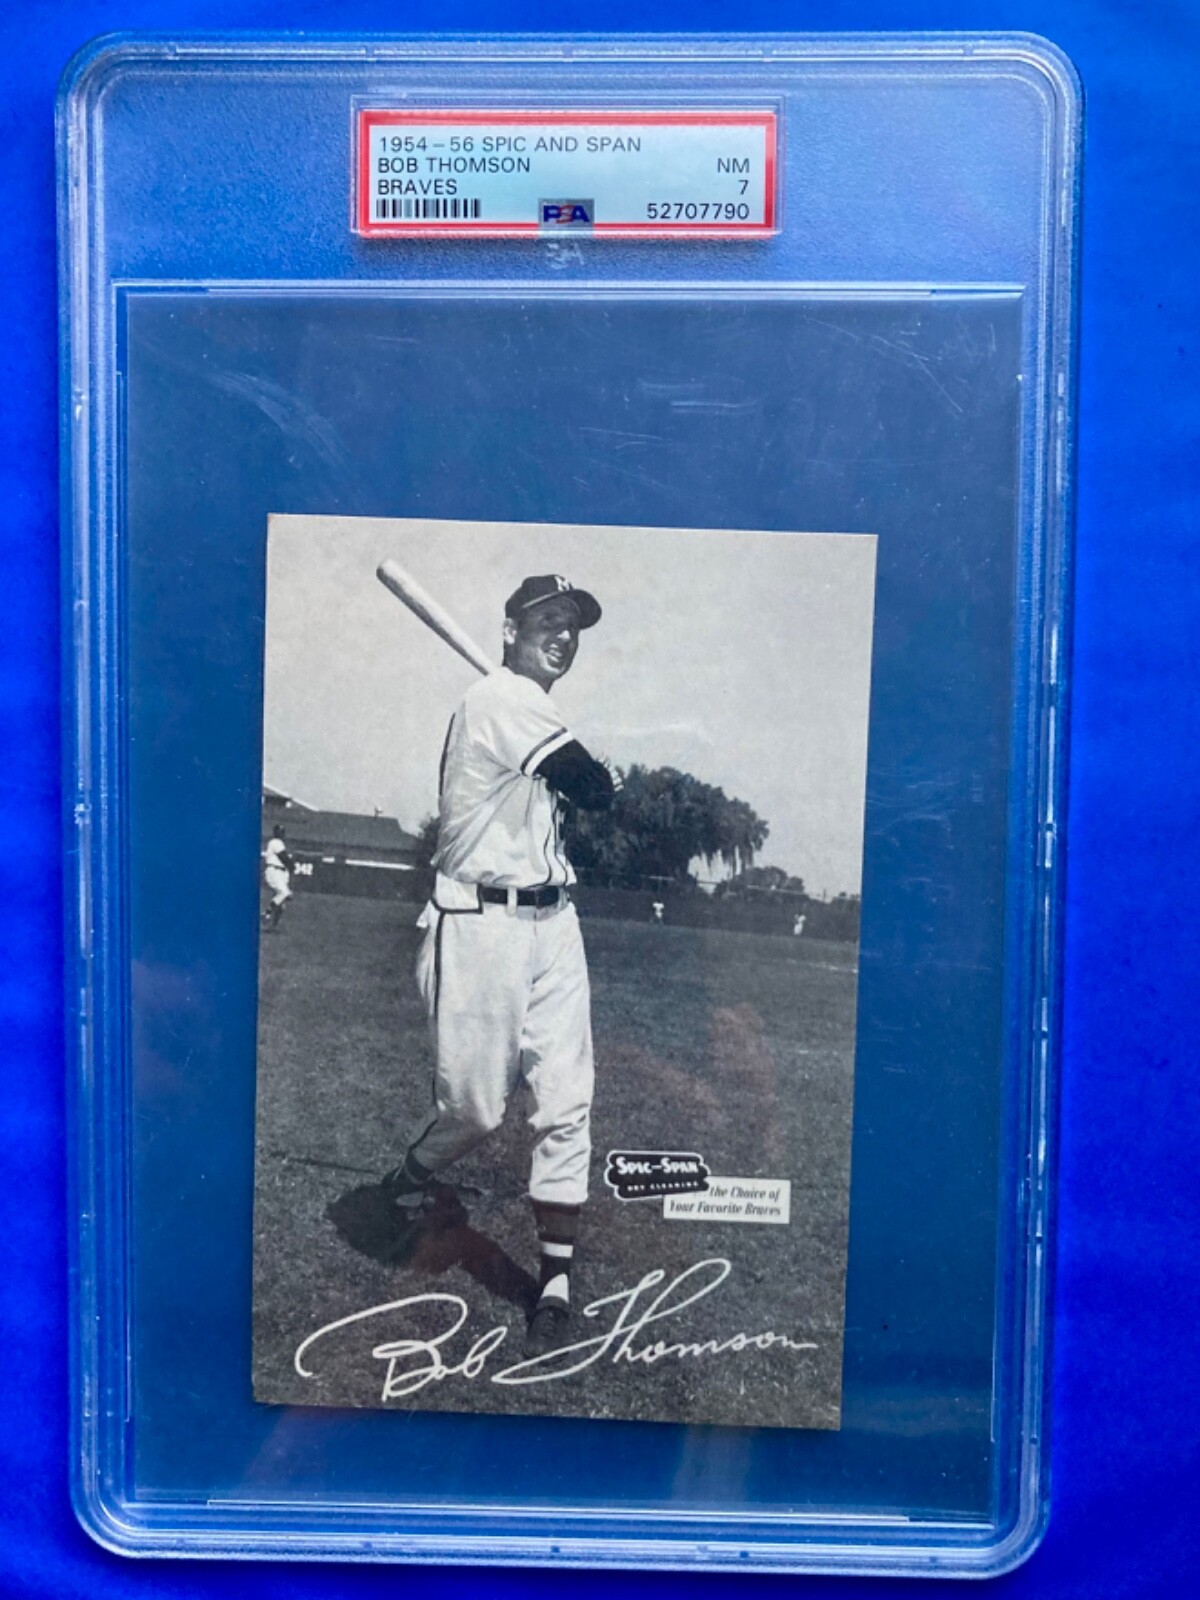 1954-56 SPIC AND SPAN
BOB THOMSON NM
BRAVES 7
PSA 52707790
M
342
SPIC-SPAN
DRY CLEANING
...the Choice of
Your Favorite Braves
Bob Thomson